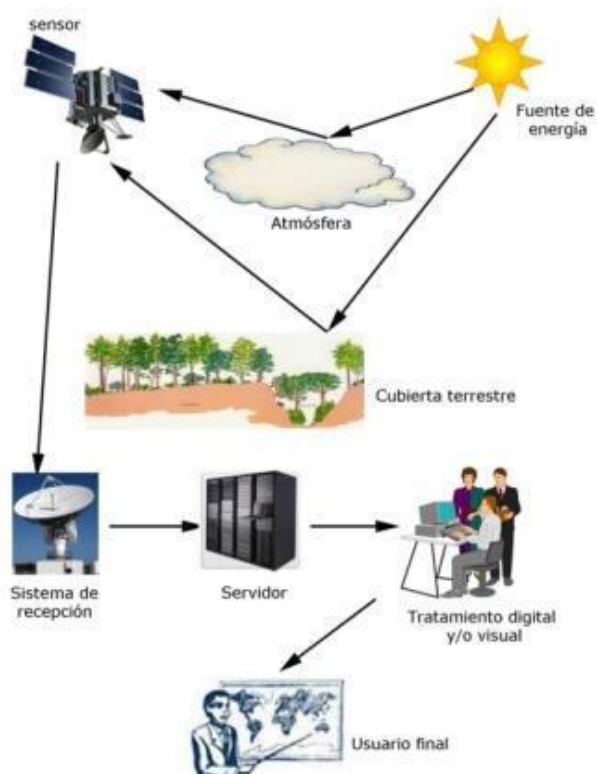 sensor
Fuente de
energía
Atmósfera
Cubierta terrestre
Sistema de
recepción
Servidor
Tratamiento digital
y/o visual
Usuario final